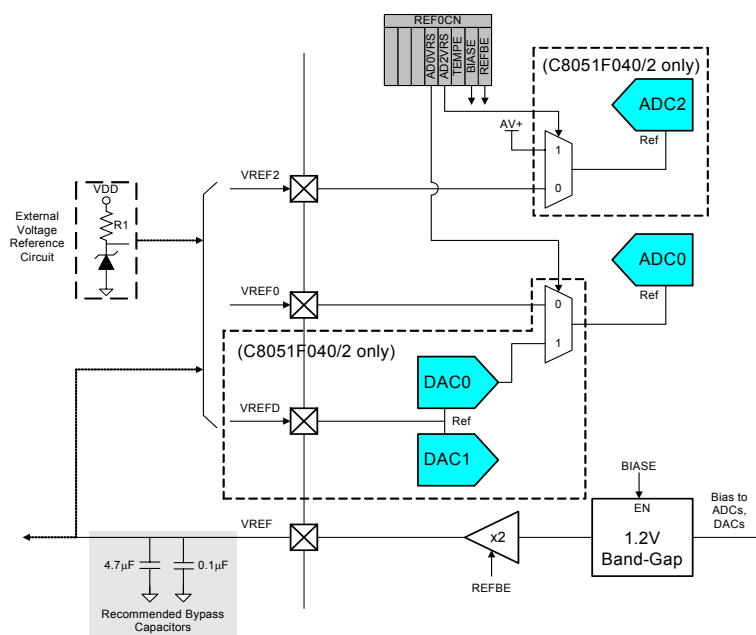 REF0CN
AD0VRS
AD2VRS
TEMPE
BIASE
REFBE
(C8051F040/2 only)
ADC2
Ref
AV+
1
0
VDD
R1
External
Voltage
Reference
Circuit
VREF2
ADC0
Ref
VREF0
0
1
(C8051F040/2 only)
DAC0
VREFD
Ref
DAC1
BIASE
EN
1.2V
Band-Gap
Bias to
ADCs,
DACs
VREF
x2
REFBE
4.7μF
0.1μF
Recommended Bypass
Capacitors